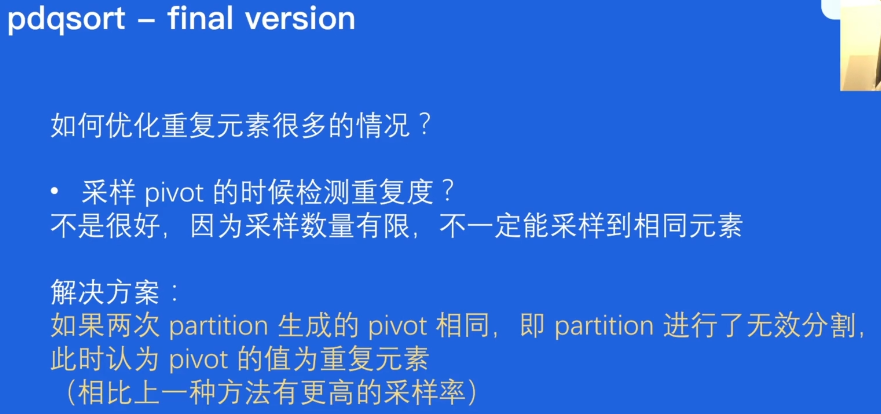 pdqsort – final version
如何优化重复元素很多的情况？
• 采样 pivot 的时候检测重复度？
不是很好，因为采样数量有限，不一定能采样到相同元素
解决方案：
如果两次 partition 生成的 pivot 相同，即 partition 进行了无效分割，
此时认为 pivot 的值为重复元素
（相比上一种方法有更高的采样率）